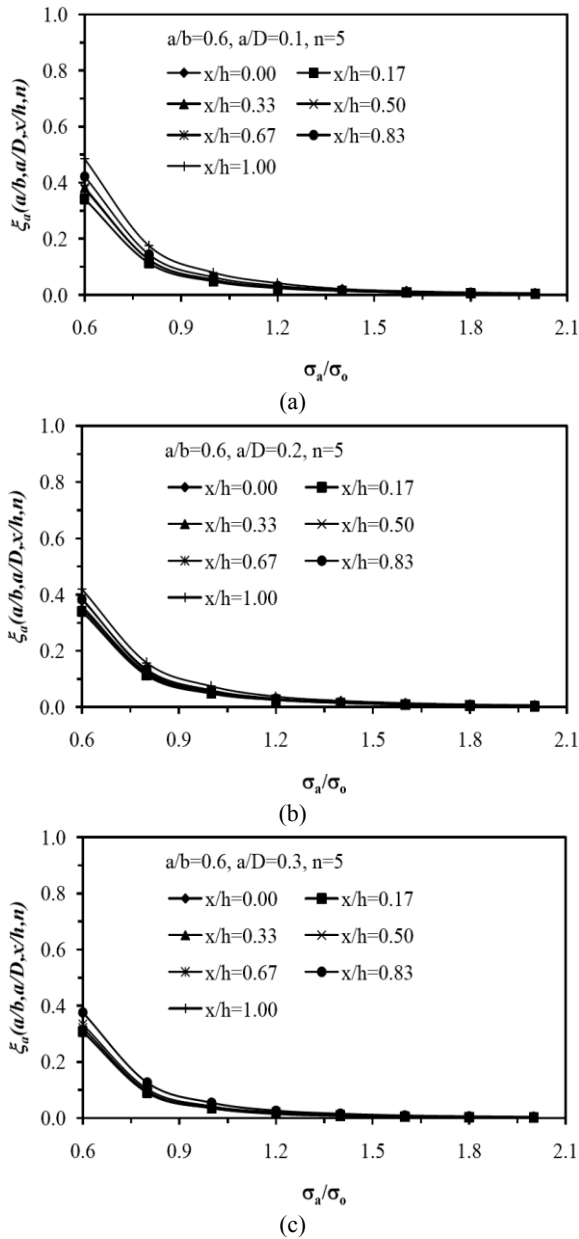 1.0
0.8
0.6
0.4
0.2
0.0
ξa(a/b,a/D,x/h,n)
a/b=0.6, a/D=0.1, n=5
x/h=0.00 x/h=0.17
x/h=0.33 x/h=0.50
x/h=0.67 x/h=0.83
x/h=1.00
0.6 0.9 1.2 1.5 1.8 2.1
σa/σo
(a)
1.0
0.8
0.6
0.4
0.2
0.0
ξa(a/b,a/D,x/h,n)
a/b=0.6, a/D=0.2, n=5
x/h=0.00 x/h=0.17
x/h=0.33 x/h=0.50
x/h=0.67 x/h=0.83
x/h=1.00
0.6 0.9 1.2 1.5 1.8 2.1
σa/σo
(b)
1.0
0.8
0.6
0.4
0.2
0.0
ξa(a/b,a/D,x/h,n)
a/b=0.6, a/D=0.3, n=5
x/h=0.00 x/h=0.17
x/h=0.33 x/h=0.50
x/h=0.67 x/h=0.83
x/h=1.00
0.6 0.9 1.2 1.5 1.8 2.1
σa/σo
(c)